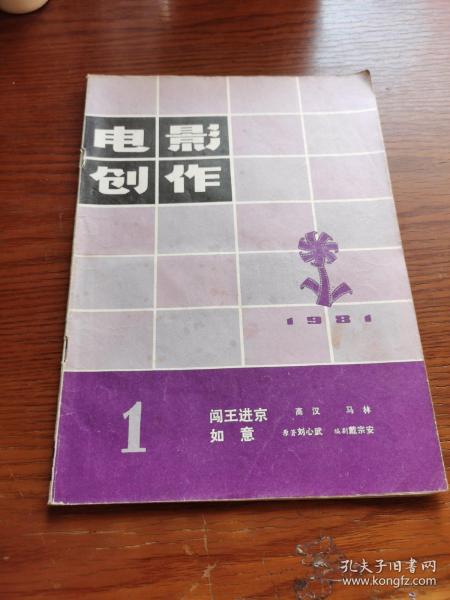 电影
创作
1981
1
闯王进京 高汉 马林
如意 原著刘心武 编剧戴宗安
孔夫子旧书网
www.kongfz.com